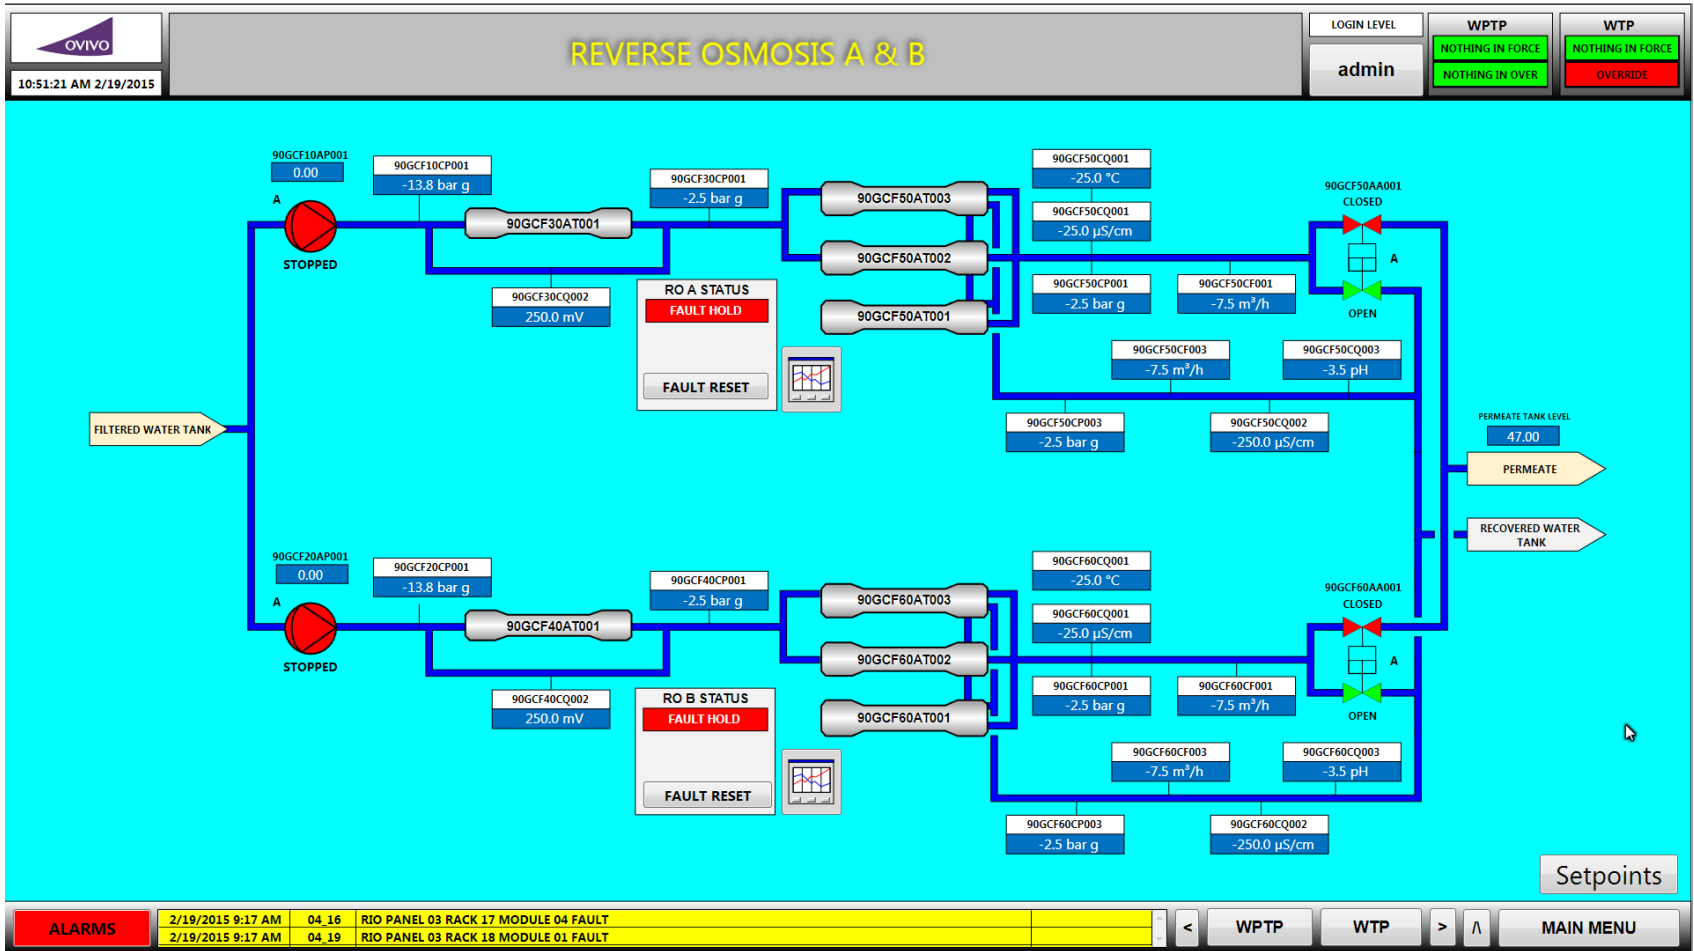 OVIVO
10:51:21 AM 2/19/2015
REVERSE OSMOSIS A & B
LOGIN LEVEL
admin
WPTP
NOTHING IN FORCE
NOTHING IN OVER
WTP
NOTHING IN FORCE
OVERRIDE
90GCF10AP001
0.00
A
STOPPED
90GCF10CP001
-13.8 bar g
90GCF30AT001
90GCF30CQ002
250.0 mV
90GCF30CP001
-2.5 bar g
90GCF50AT003
90GCF50AT002
90GCF50AT001
90GCF50CQ001
-25.0 °C
90GCF50CQ001
-25.0 µS/cm
90GCF50CP001
-2.5 bar g
90GCF50CF001
-7.5 m³/h
90GCF50AA001
CLOSED
A
OPEN
RO A STATUS
FAULT HOLD
FAULT RESET
90GCF50CF003
-7.5 m³/h
90GCF50CQ003
-3.5 pH
90GCF50CP003
-2.5 bar g
90GCF50CQ002
-250.0 µS/cm
FILTERED WATER TANK
PERMEATE TANK LEVEL
47.00
PERMEATE
RECOVERED WATER
TANK
90GCF20AP001
0.00
A
STOPPED
90GCF20CP001
-13.8 bar g
90GCF40AT001
90GCF40CQ002
250.0 mV
90GCF40CP001
-2.5 bar g
90GCF60AT003
90GCF60AT002
90GCF60AT001
90GCF60CQ001
-25.0 °C
90GCF60CQ001
-25.0 µS/cm
90GCF60CP001
-2.5 bar g
90GCF60CF001
-7.5 m³/h
90GCF60AA001
CLOSED
A
OPEN
RO B STATUS
FAULT HOLD
FAULT RESET
90GCF60CF003
-7.5 m³/h
90GCF60CQ003
-3.5 pH
90GCF60CP003
-2.5 bar g
90GCF60CQ002
-250.0 µS/cm
Setpoints
ALARMS
2/19/2015 9:17 AM 04_16 RIO PANEL 03 RACK 17 MODULE 04 FAULT
2/19/2015 9:17 AM 04_19 RIO PANEL 03 RACK 18 MODULE 01 FAULT
<
WPTP
WTP
>
/\
MAIN MENU